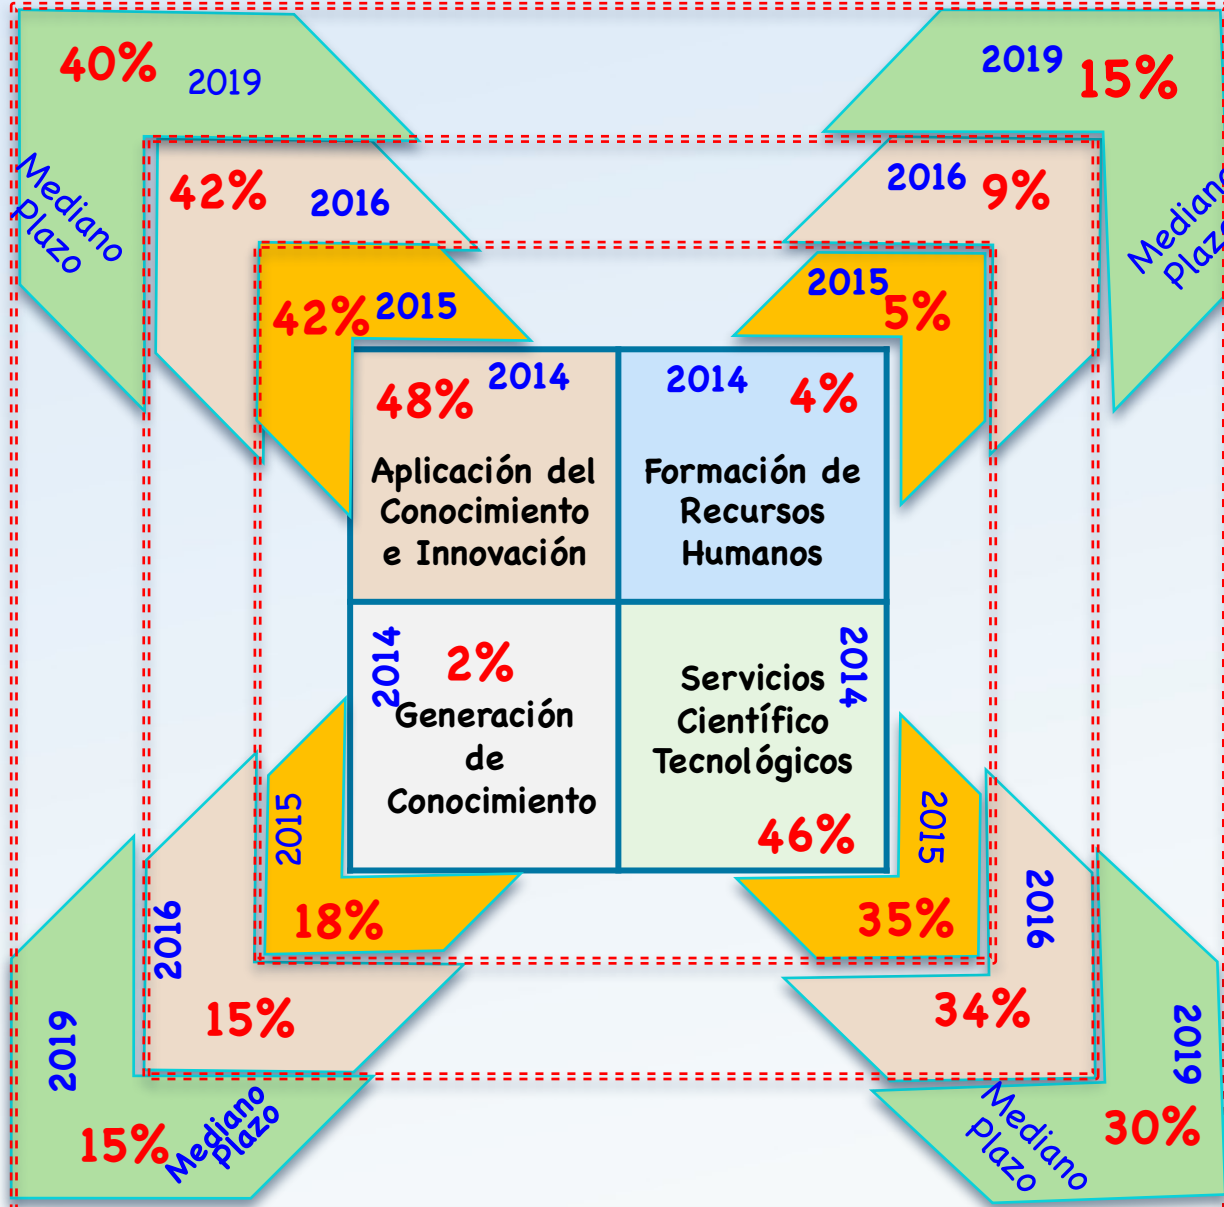 40%
2019
Mediano
Plazo
2019
15%
Mediano
Plazo
42%
2016
2016
9%
42%
2015
2015
5%
48%
2014
Aplicación del
Conocimiento
e Innovación
2014
4%
Formación de
Recursos
Humanos
2014
2%
Generación
de
Conocimiento
2014
Servicios
Científico
Tecnológicos
46%
2015
18%
2015
35%
2016
15%
2016
34%
2019
15%
Mediano
Plazo
2019
30%
Mediano
Plazo